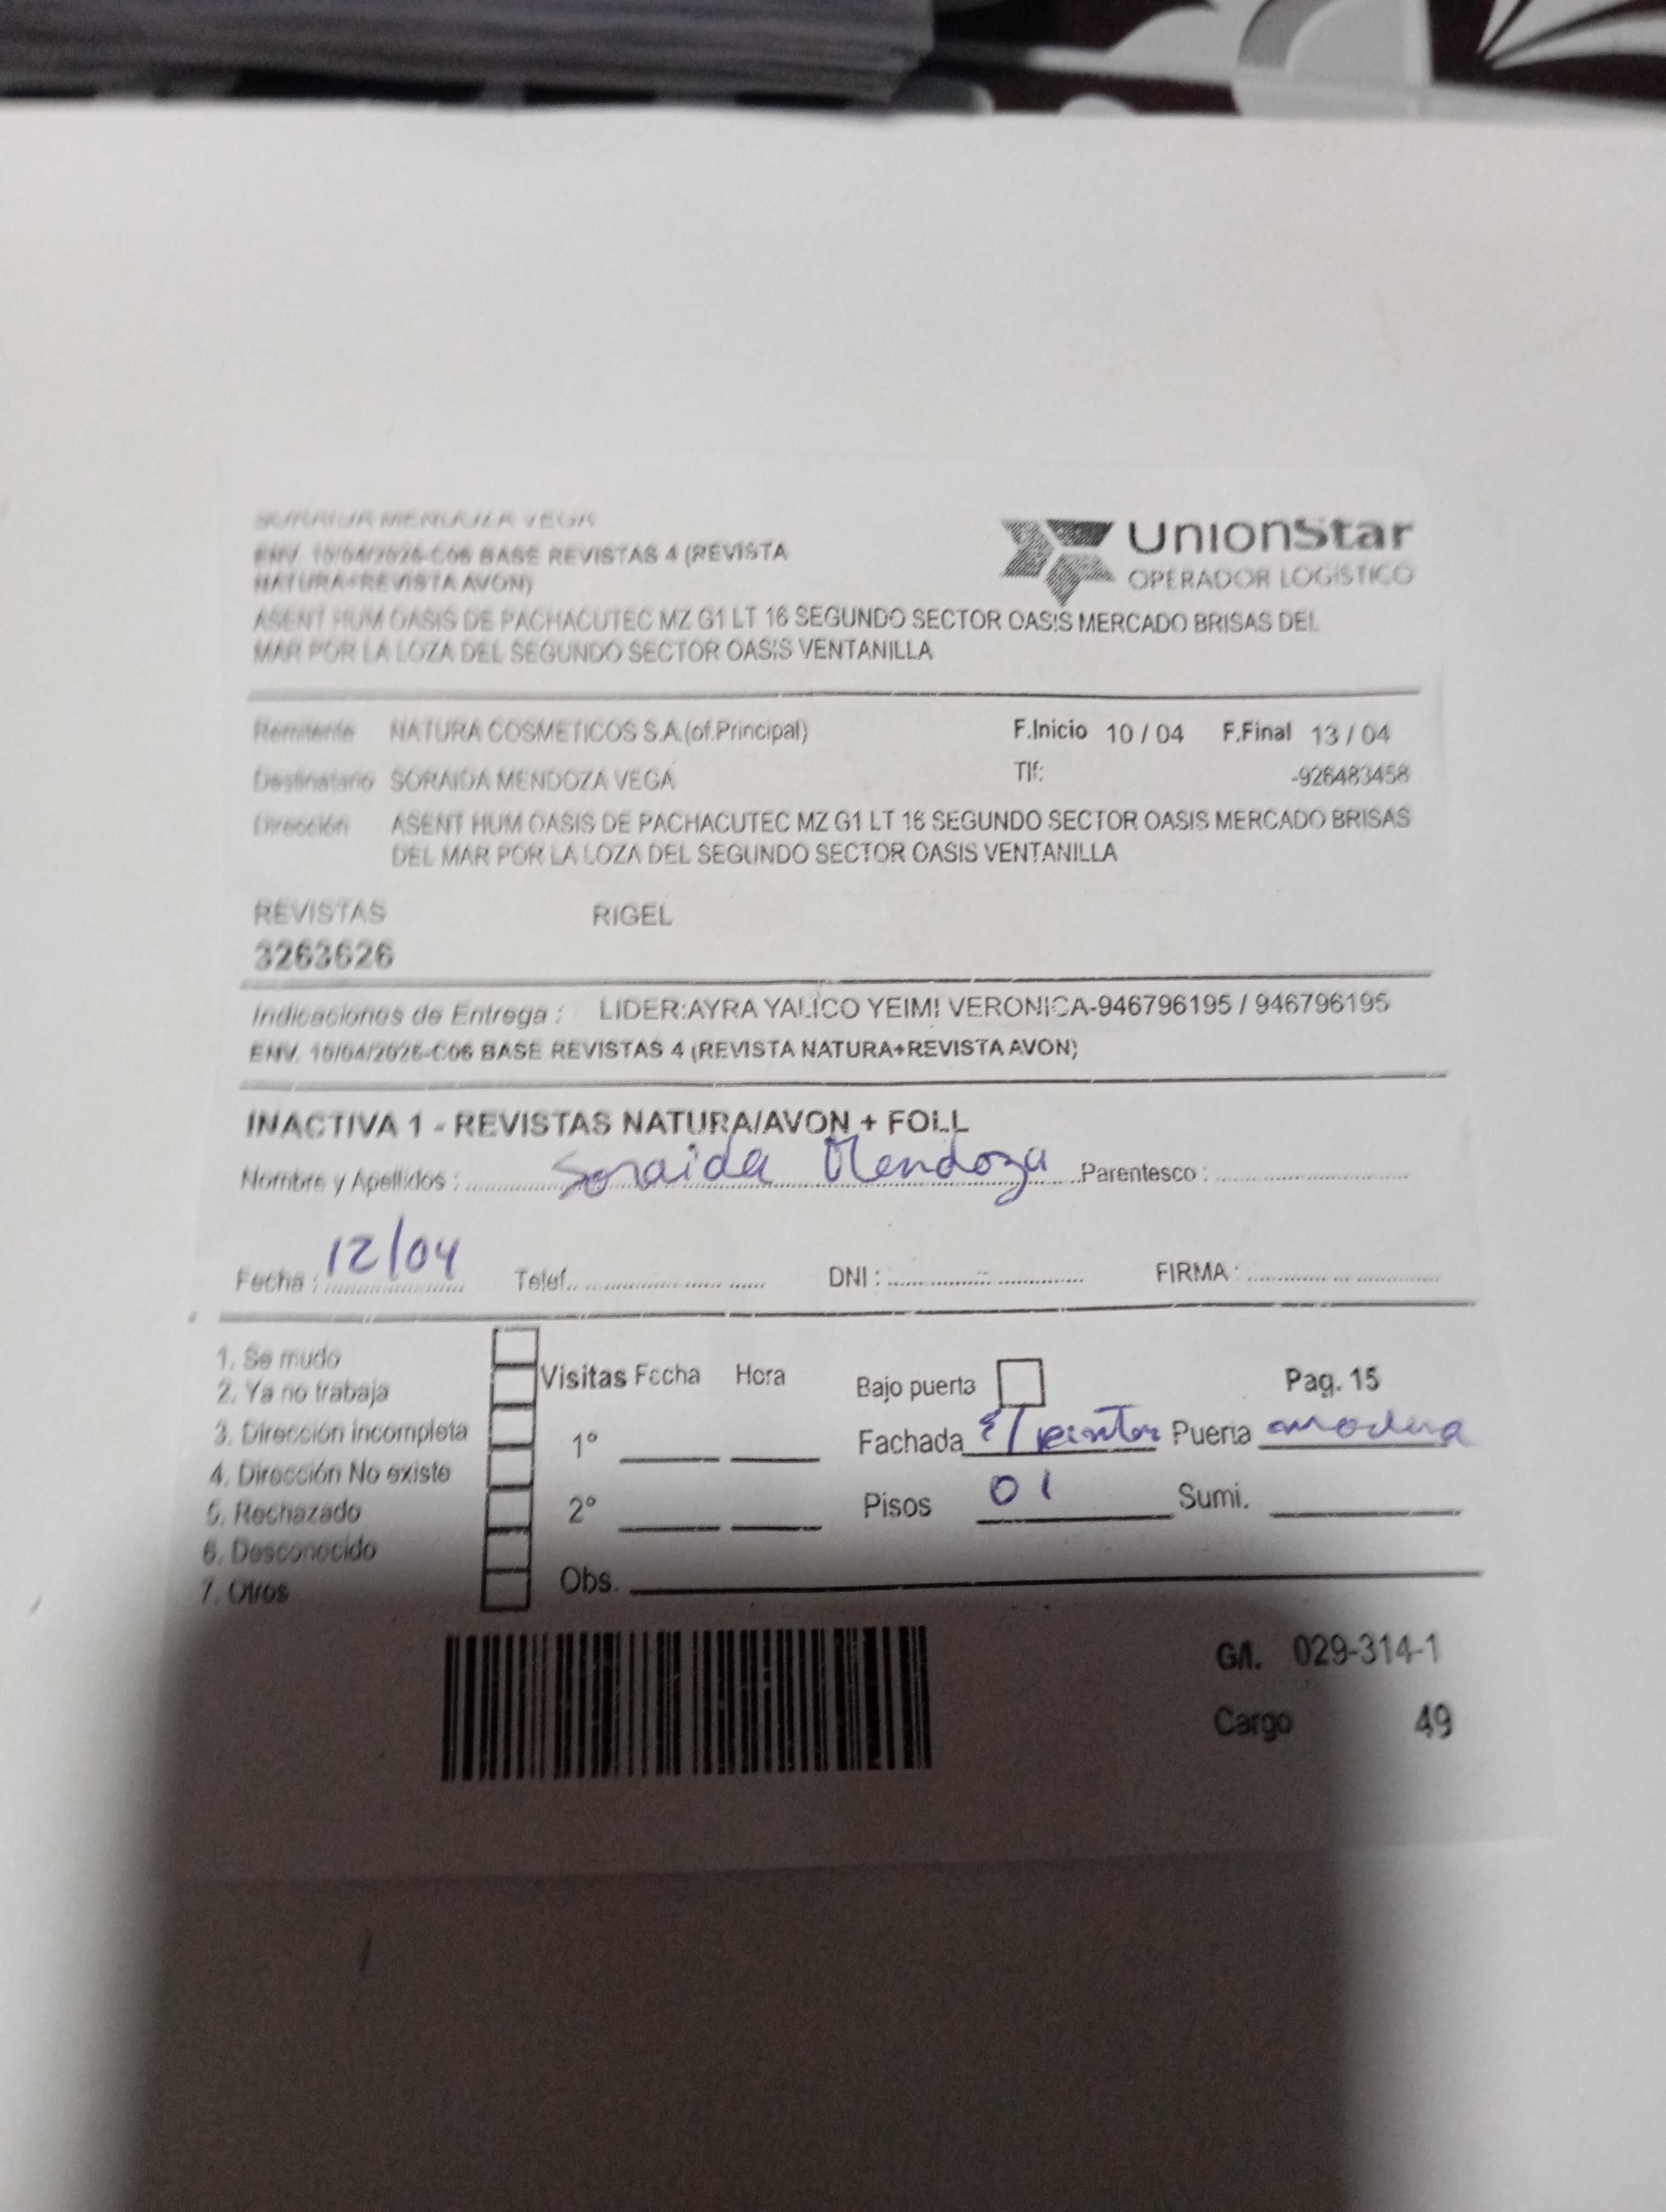 SORAIDA MENDOZA VEGA
ENV. 10/04/2026-C06 BASE REVISTAS 4 (REVISTA
NATURA+REVISTA AVON)
UnionStar
OPERADOR LOGÍSTICO
ASENT HUM OASIS DE PACHACUTEC MZ G1 LT 16 SEGUNDO SECTOR OASIS MERCADO BRISAS DEL
MAR POR LA LOZA DEL SEGUNDO SECTOR OASIS VENTANILLA
Remitente NATURA COSMETICOS S.A.(of.Principal) F.Inicio 10 / 04 F.Final 13 / 04
Destinatario SORAIDA MENDOZA VEGA Tlf: -926483458
Dirección ASENT HUM OASIS DE PACHACUTEC MZ G1 LT 16 SEGUNDO SECTOR OASIS MERCADO BRISAS
DEL MAR POR LA LOZA DEL SEGUNDO SECTOR OASIS VENTANILLA
REVISTAS RIGEL
3263626
Indicaciones de Entrega : LIDER:AYRA YALICO YEIMI VERONICA-946796195 / 946796195
ENV. 10/04/2026-C06 BASE REVISTAS 4 (REVISTA NATURA+REVISTA AVON)
INACTIVA 1 - REVISTAS NATURA/AVON + FOLL
Nombre y Apellidos : Soraida Mendoza Parentesco :
Fecha : 12/04 Telef. DNI : FIRMA :
1. Se mudo
2. Ya no trabaja
3. Dirección incompleta
4. Dirección No existe
5. Rechazado
6. Desconocido
7. Otros
Visitas Fecha Hora
1°
2°
Obs.
Bajo puerta Pag. 15
Fachada S/ pintar Puerta madera
Pisos 01 Sumi.
G/I. 029-314-1
Cargo 49